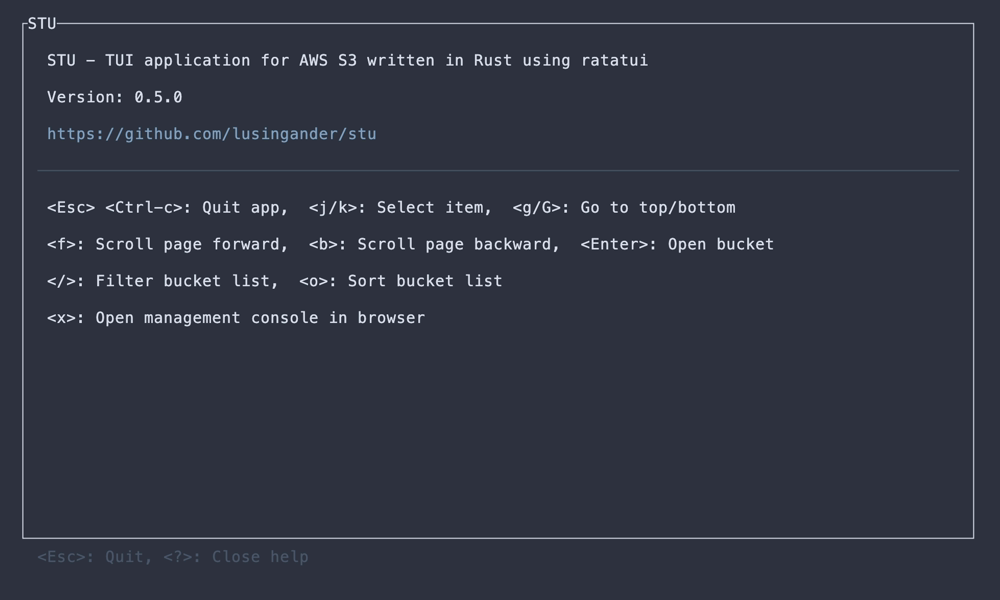 STU
STU - TUI application for AWS S3 written in Rust using ratatui
Version: 0.5.0
https://github.com/lusingander/stu
<Esc> <Ctrl-c>: Quit app,  <j/k>: Select item,  <g/G>: Go to top/bottom
<f>: Scroll page forward,  <b>: Scroll page backward,  <Enter>: Open bucket
</>: Filter bucket list,  <o>: Sort bucket list
<x>: Open management console in browser
<Esc>: Quit, <?>: Close help